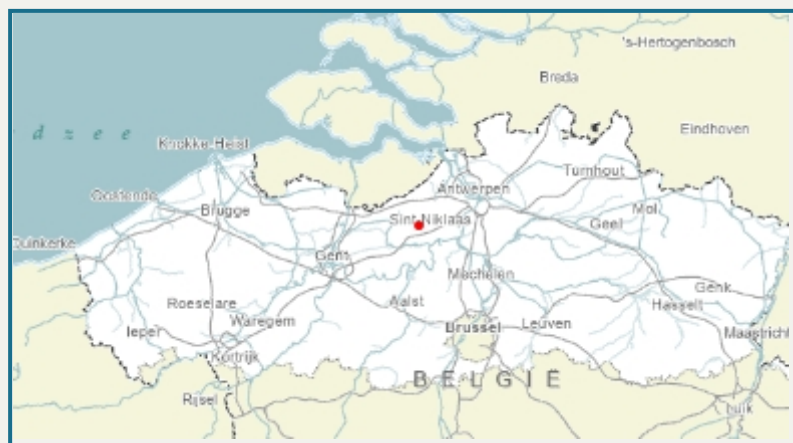 's-Hertogenbosch
Breda
d z e e
Eindhoven
Knokke-Heist
Turnhout
Antwerpen
Oostende
Mol
Brugge
Sint-Niklaas
Geel
Duinkerke
Gent
Mechelen
Genk
Roeselare
Aalst
Hasselt
Waregem
Ieper
Brussel
Leuven
Maastricht
Kortrijk
BELGIË
Rijsel
Luik